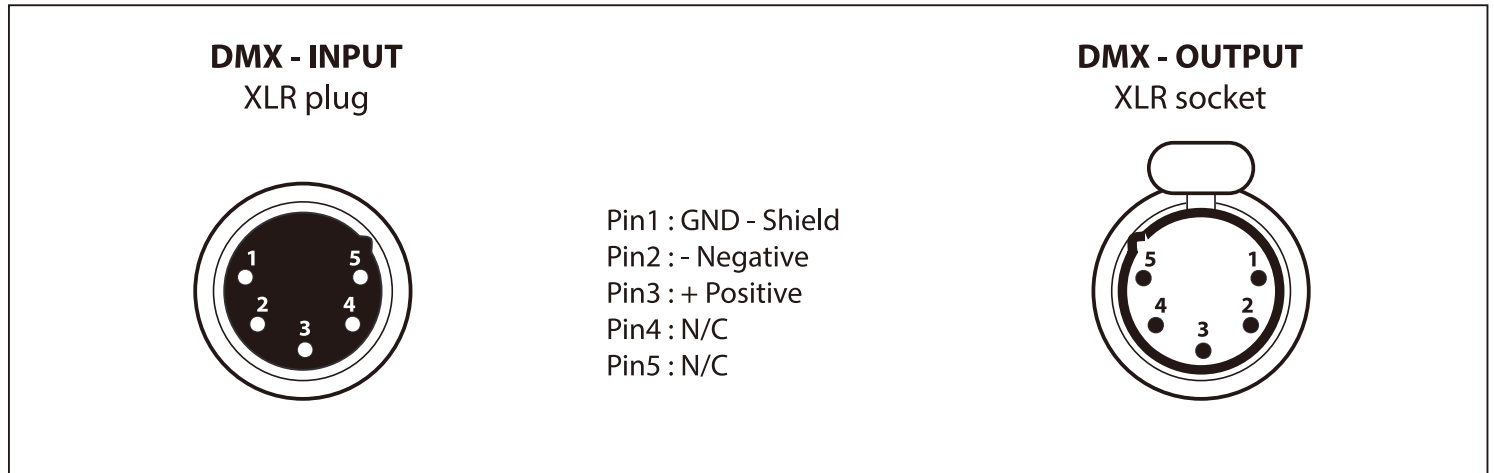 DMX - INPUT
XLR plug
1
5
2
4
3
Pin1 : GND - Shield
Pin2 : - Negative
Pin3 : + Positive
Pin4 : N/C
Pin5 : N/C
DMX - OUTPUT
XLR socket
5
1
4
2
3